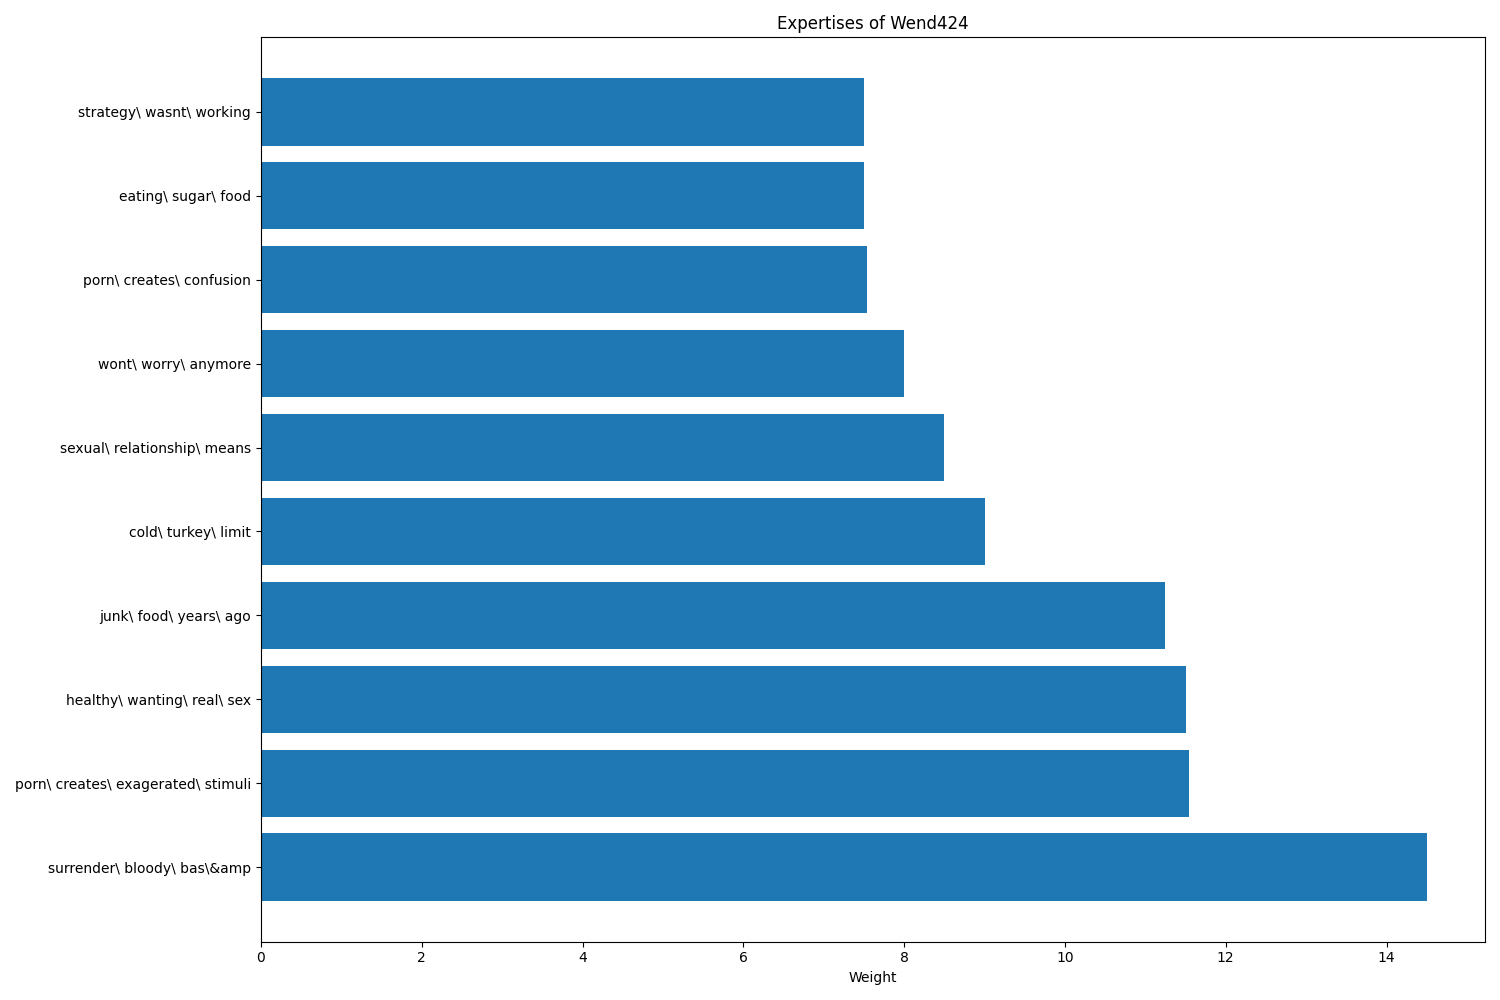 Expertises of Wend424
strategy\ wasnt\ working
eating\ sugar\ food
porn\ creates\ confusion
wont\ worry\ anymore
sexual\ relationship\ means
cold\ turkey\ limit
junk\ food\ years\ ago
healthy\ wanting\ real\ sex
porn\ creates\ exagerated\ stimuli
surrender\ bloody\ bas\&amp
0 2 4 6 8 10 12 14
Weight